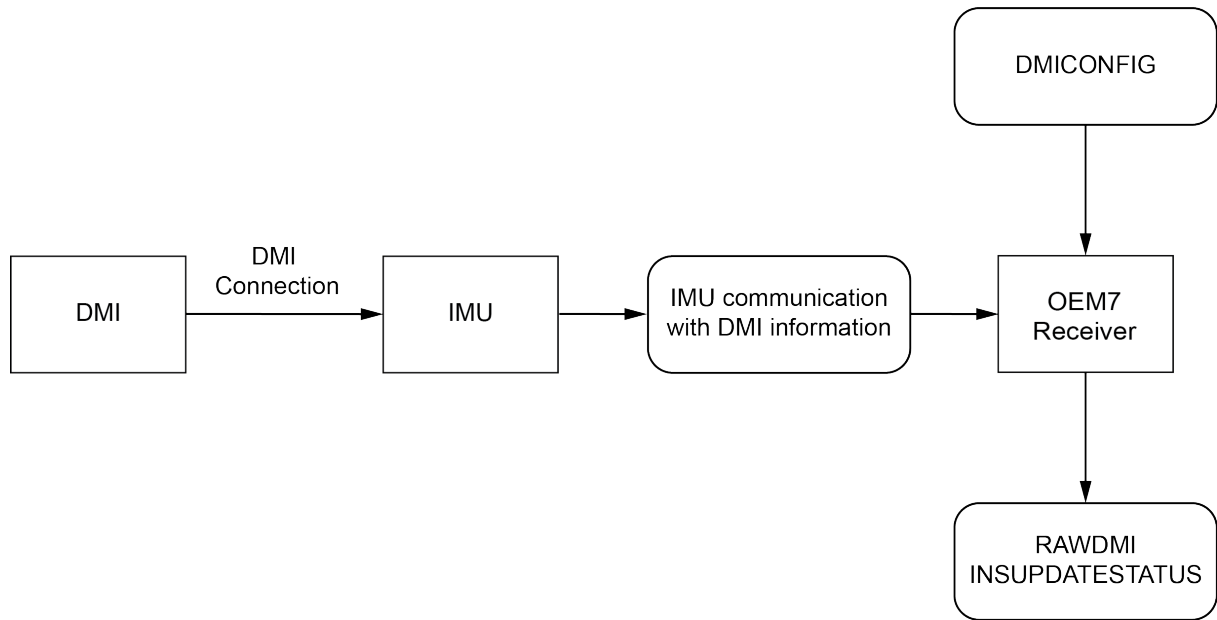 DMICONFIG
DMI
DMI
Connection
IMU
IMU communication
with DMI information
OEM7
Receiver
RAWDMI
INSUPDATESTATUS